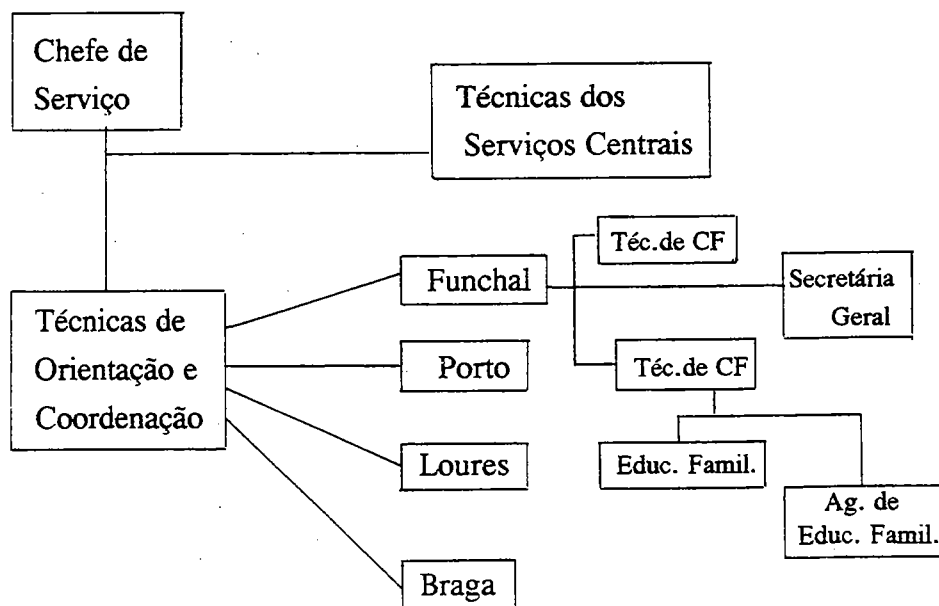 Chefe de
Serviço
Técnicas dos
Serviços Centrais
Téc.de CF
Funchal
Secretária
Geral
Técnicas de
Orientação e
Coordenação
Porto
Téc.de CF
Loures
Educ. Famil.
Ag. de
Educ. Famil.
Braga